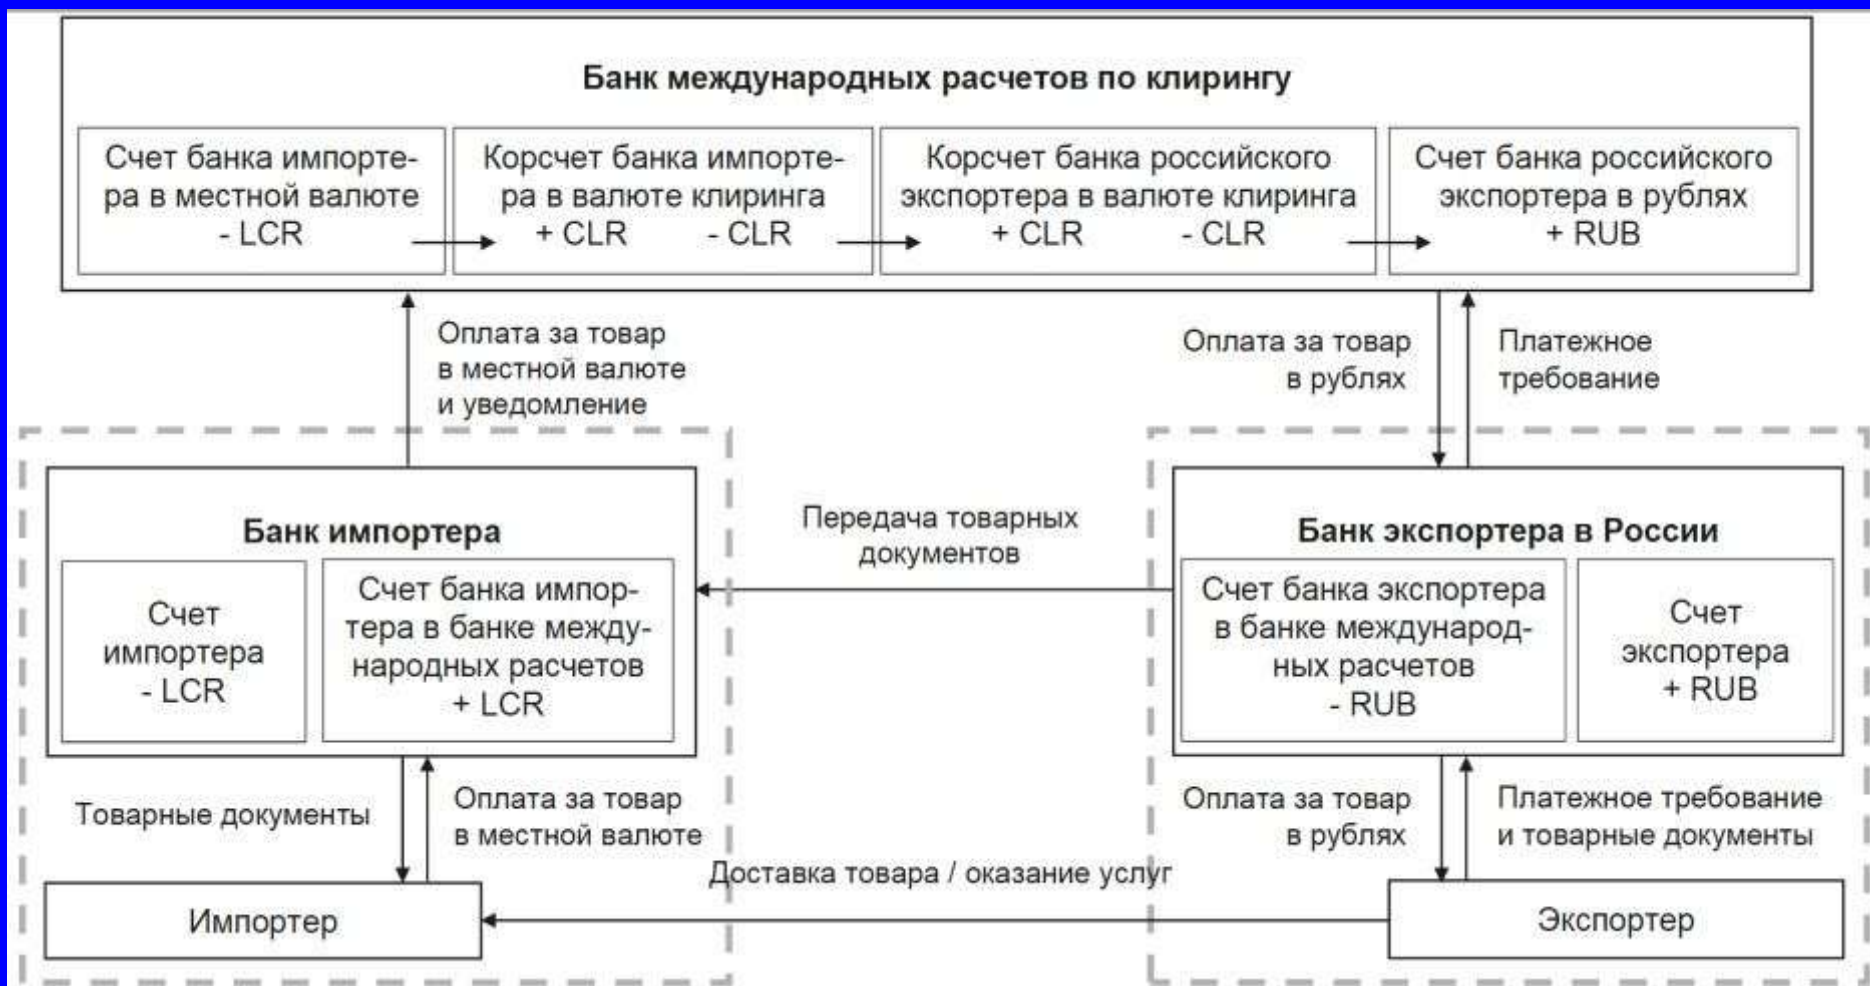 Банк международных расчетов по клирингу
Счет банка импорте-
ра в местной валюте
- LCR
Корсчет банка импорте-
ра в валюте клиринга
+ CLR - CLR
Корсчет банка российского
экспортера в валюте клиринга
+ CLR - CLR
Счет банка российского
экспортера в рублях
+ RUB
Оплата за товар
в местной валюте
и уведомление
Оплата за товар
в рублях
Платежное
требование
Банк импортера
Счет
импортера
- LCR
Счет банка импор-
тера в банке между-
народных расчетов
+ LCR
Передача товарных
документов
Банк экспортера в России
Счет банка экспортера
в банке международ-
ных расчетов
- RUB
Счет
экспортера
+ RUB
Товарные документы
Оплата за товар
в местной валюте
Оплата за товар
в рублях
Платежное требование
и товарные документы
Доставка товара / оказание услуг
Импортер
Экспортер